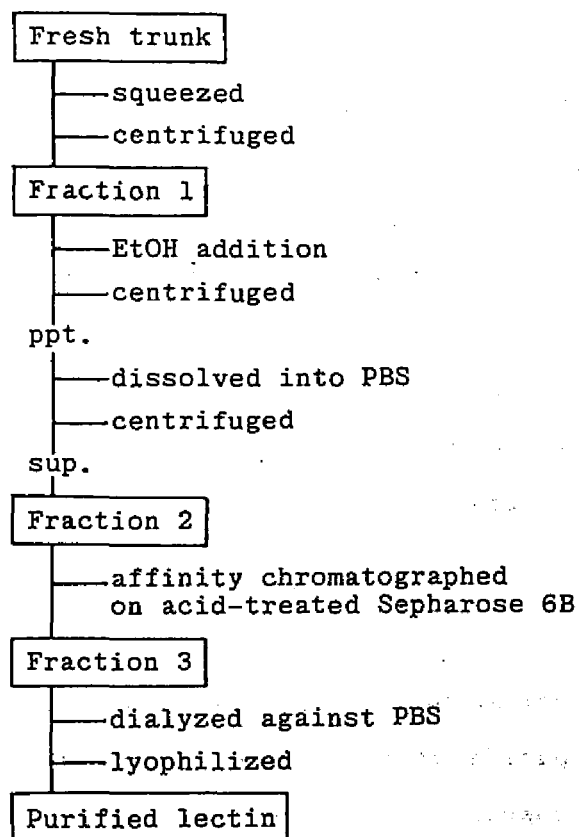 Fresh trunk
squeezed
centrifuged
Fraction 1
EtOH addition
centrifuged
ppt.
dissolved into PBS
centrifuged
sup.
Fraction 2
affinity chromatographed
on acid-treated Sepharose 6B
Fraction 3
dialyzed against PBS
lyophilized
Purified lectin